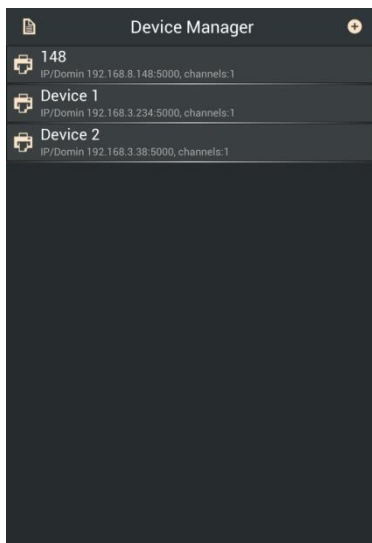 Device Manager
148
IP/Domin 192.168.8.148:5000, channels:1
Device 1
IP/Domin 192.168.3.234:5000, channels:1
Device 2
IP/Domin 192.168.3.38:5000, channels:1